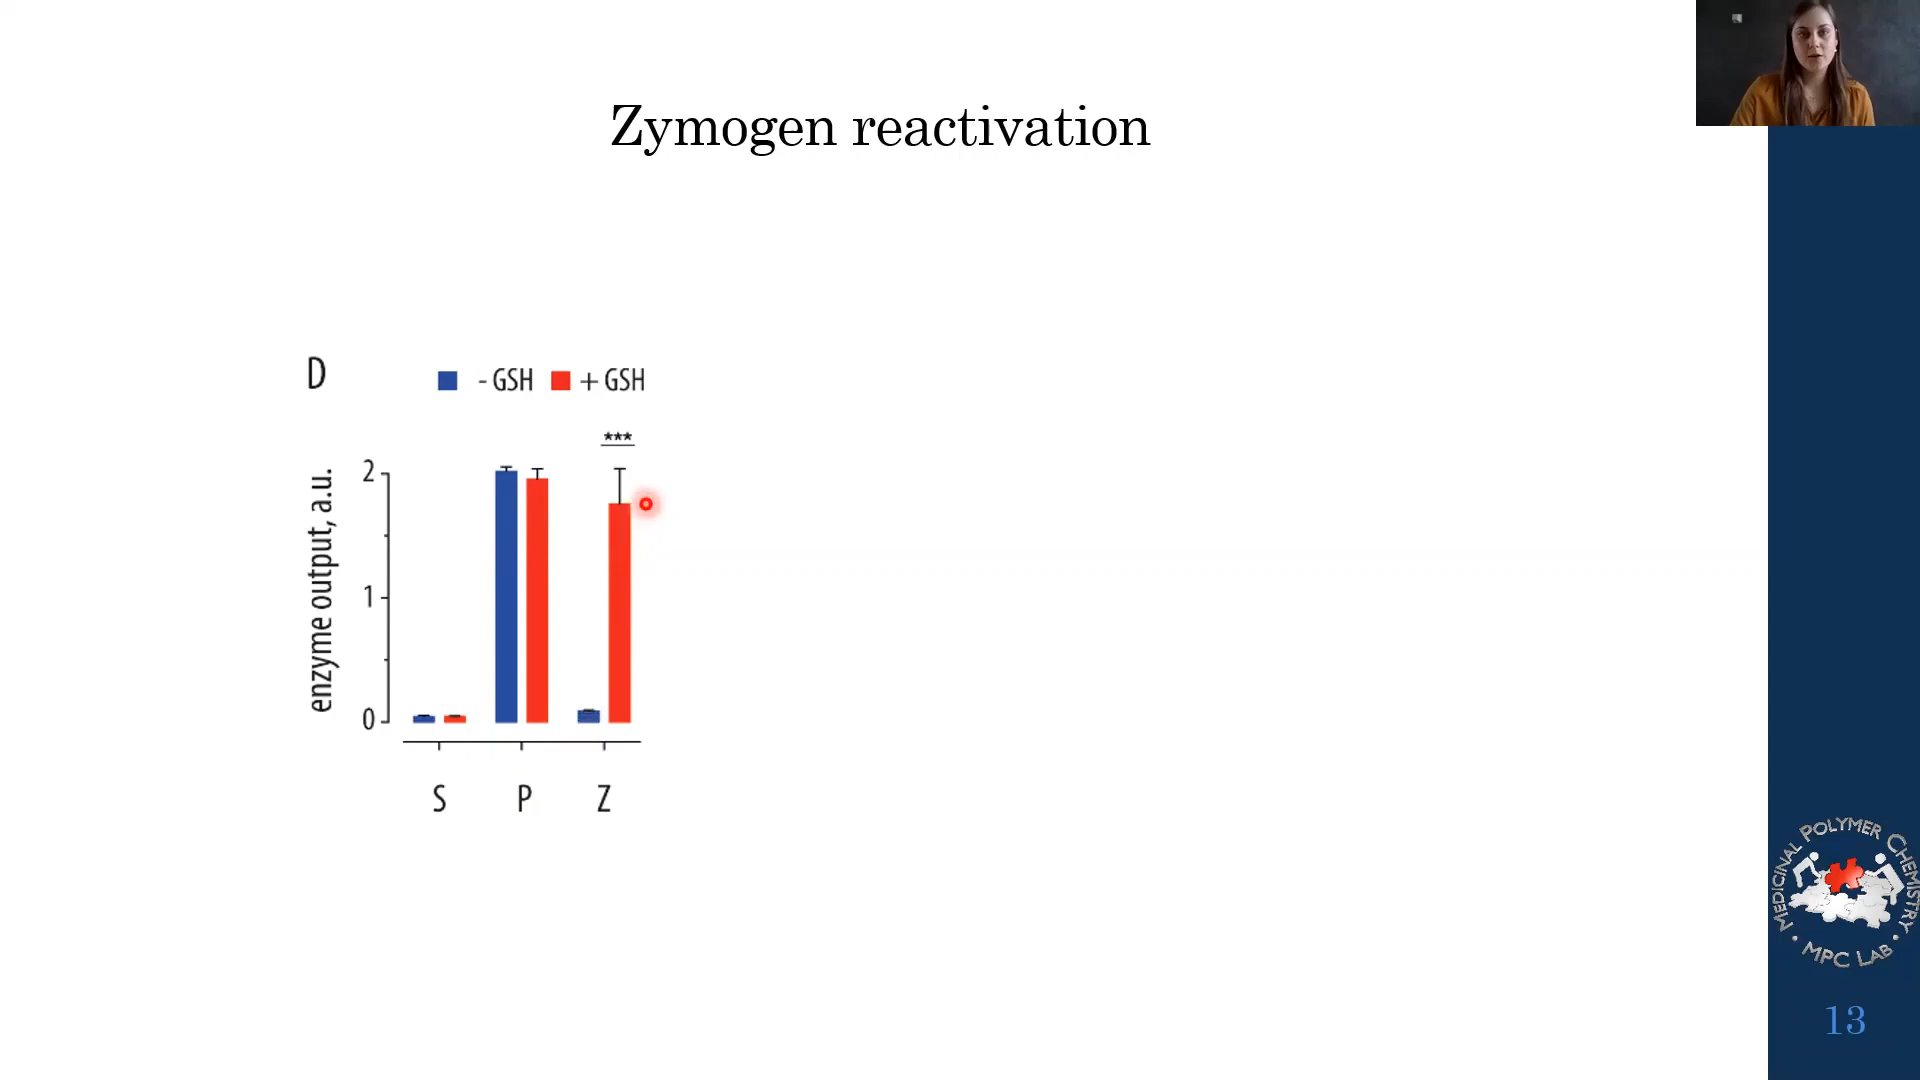 Zymogen reactivation
D
- GSH + GSH
***
enzyme output, a.u.
2
1
0
S P Z
MEDICINAL POLYMER CHEMISTRY
• MPC LAB •
13